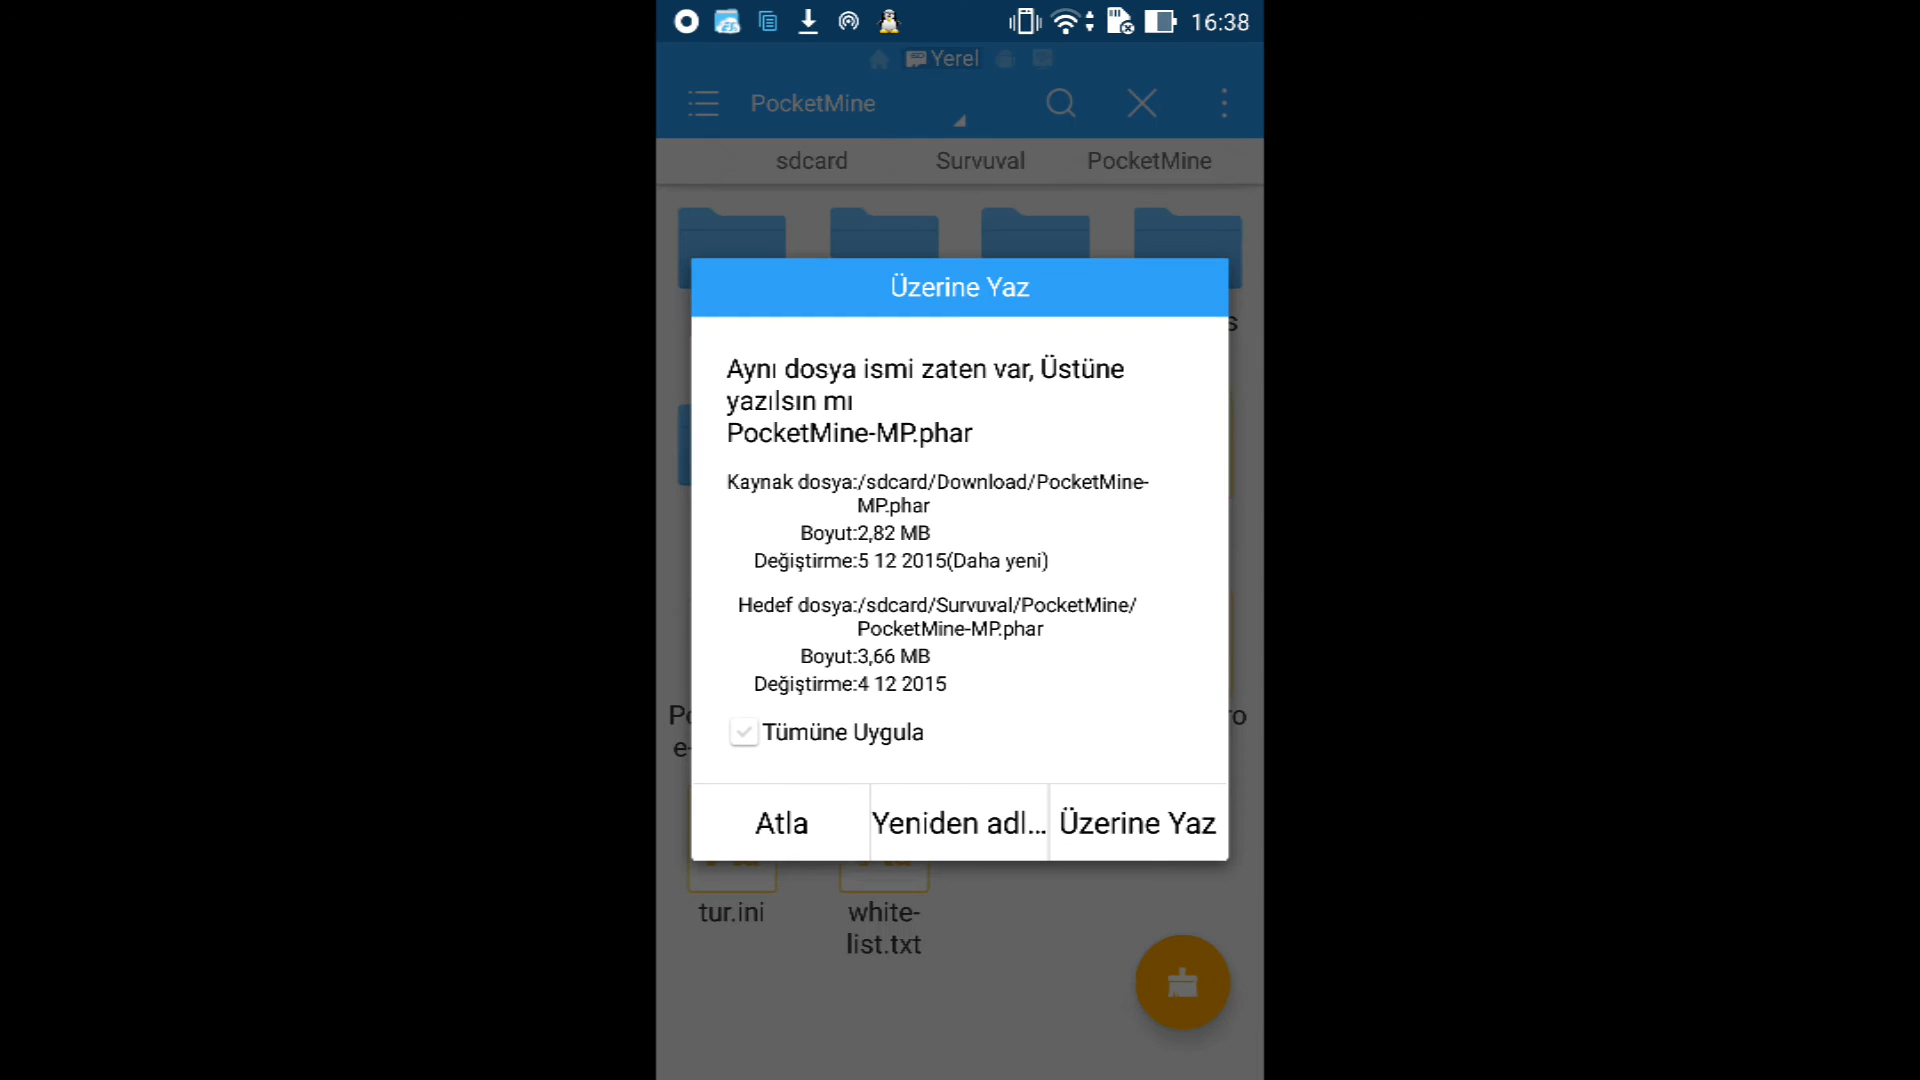 16:38
Yerel
PocketMine
sdcard Survuval PocketMine
Üzerine Yaz
Aynı dosya ismi zaten var, Üstüne
yazılsın mı
PocketMine-MP.phar
Kaynak dosya:/sdcard/Download/PocketMine-
MP.phar
Boyut:2,82 MB
Değiştirme:5 12 2015(Daha yeni)
Hedef dosya:/sdcard/Survuval/PocketMine/
PocketMine-MP.phar
Boyut:3,66 MB
Değiştirme:4 12 2015
Tümüne Uygula
Atla Yeniden adl... Üzerine Yaz
tur.ini white-
list.txt